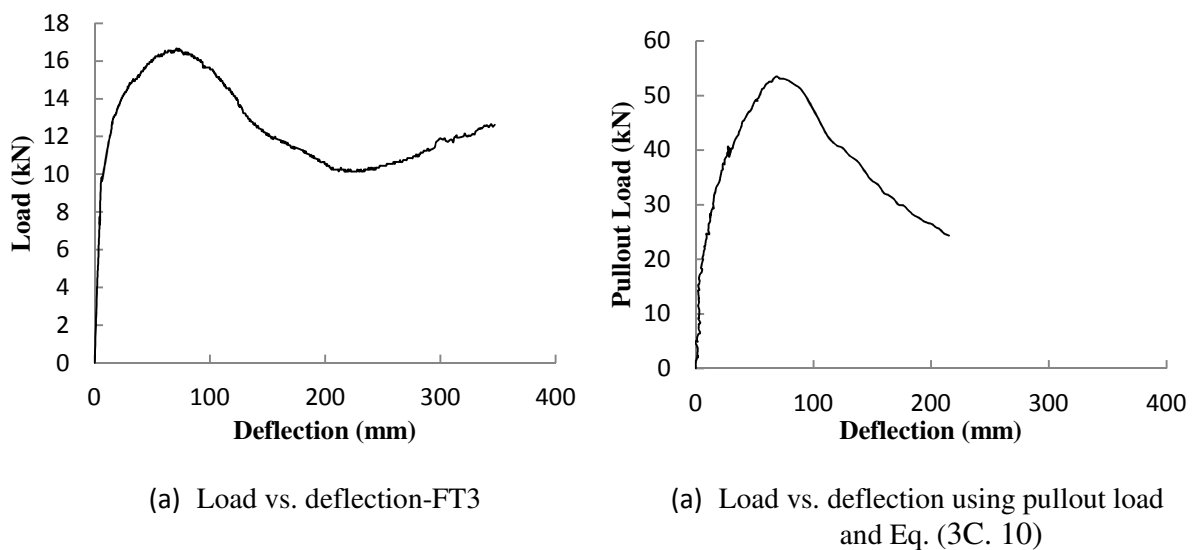 18
16
14
12
10
8
6
4
2
0
Load (kN)
0 100 200 300 400
Deflection (mm)
(a) Load vs. deflection-FT3
60
50
40
30
20
10
0
Pullout Load (kN)
0 100 200 300 400
Deflection (mm)
(a) Load vs. deflection using pullout load
and Eq. (3C. 10)